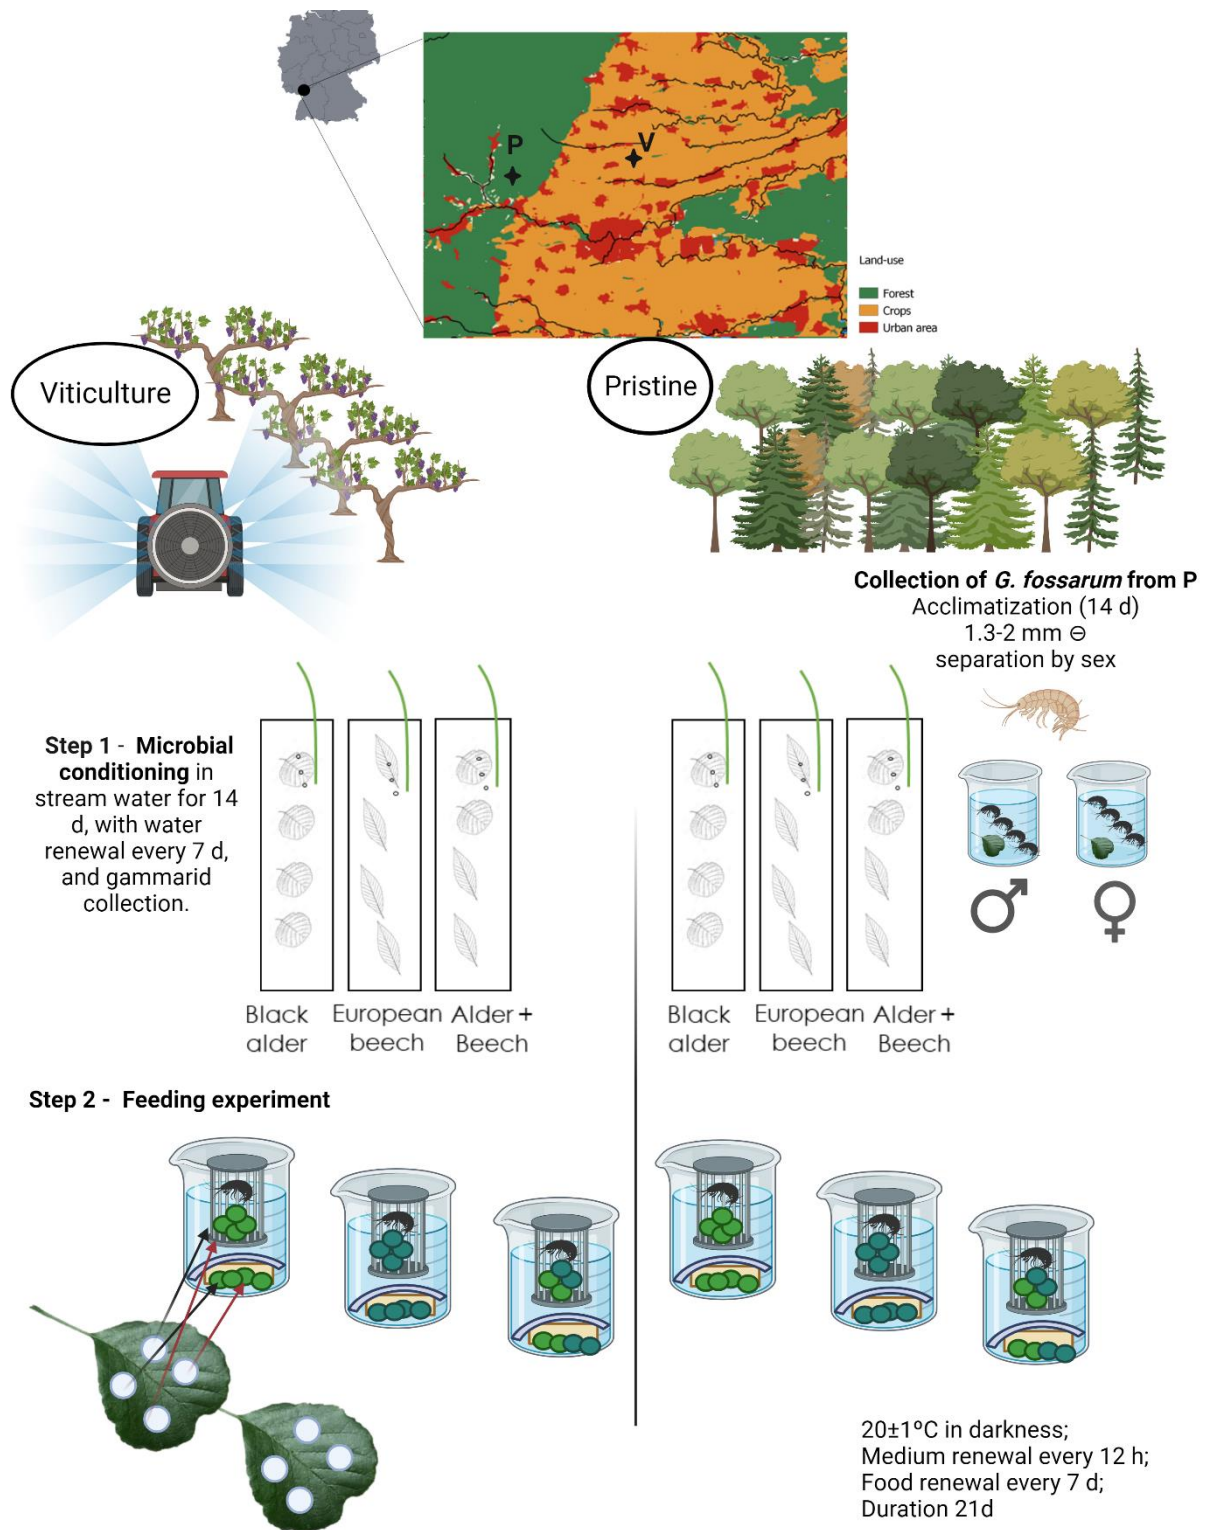 P
V
Land-use
Forest
Crops
Urban area
Viticulture
Pristine
Collection of G. fossarum from P
Acclimatization (14 d)
1.3-2 mm ⊖
separation by sex
Step 1 - Microbial
conditioning in
stream water for 14
d, with water
renewal every 7 d,
and gammarid
collection.
Black
alder
European
beech
Alder +
Beech
Black
alder
European
beech
Alder +
Beech
Step 2 - Feeding experiment
20±1ºC in darkness;
Medium renewal every 12 h;
Food renewal every 7 d;
Duration 21d